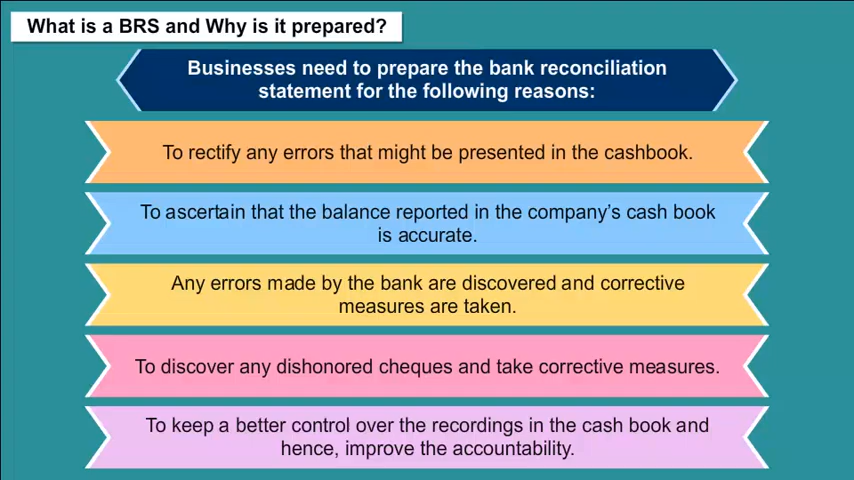 What is a BRS and Why is it prepared?
Businesses need to prepare the bank reconciliation
statement for the following reasons:
To rectify any errors that might be presented in the cashbook.
To ascertain that the balance reported in the company's cash book
is accurate.
Any errors made by the bank are discovered and corrective
measures are taken.
To discover any dishonored cheques and take corrective measures.
To keep a better control over the recordings in the cash book and
hence, improve the accountability.